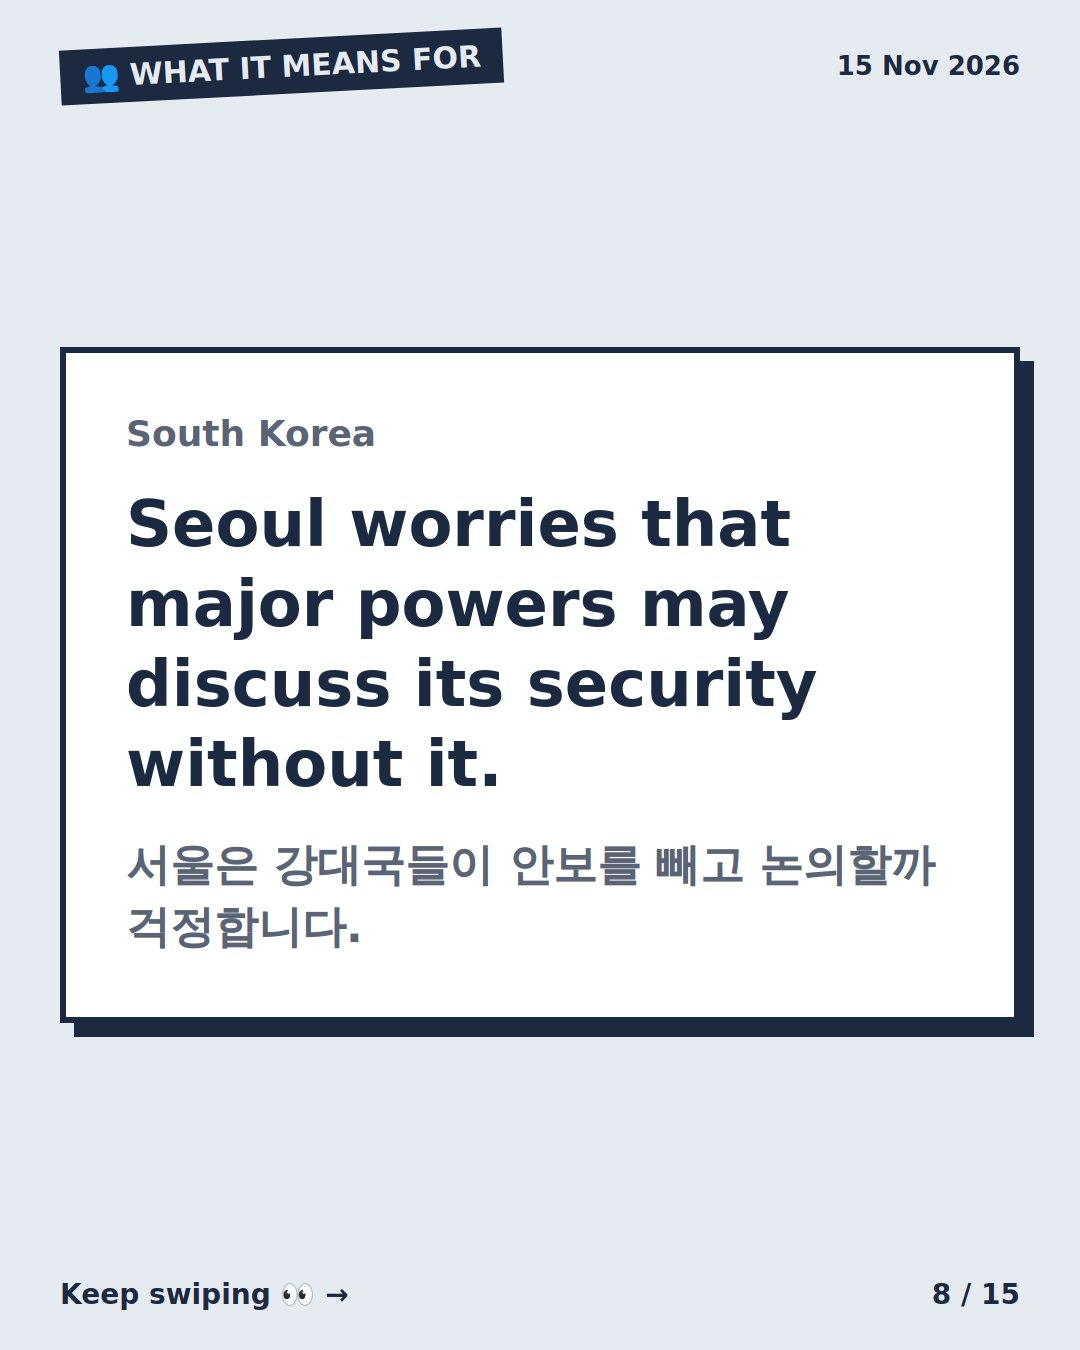 👥 WHAT IT MEANS FOR
15 Nov 2026
South Korea
Seoul worries that
major powers may
discuss its security
without it.
서울은 강대국들이 안보를 빼고 논의할까
걱정합니다.
Keep swiping 👀 →
8 / 15